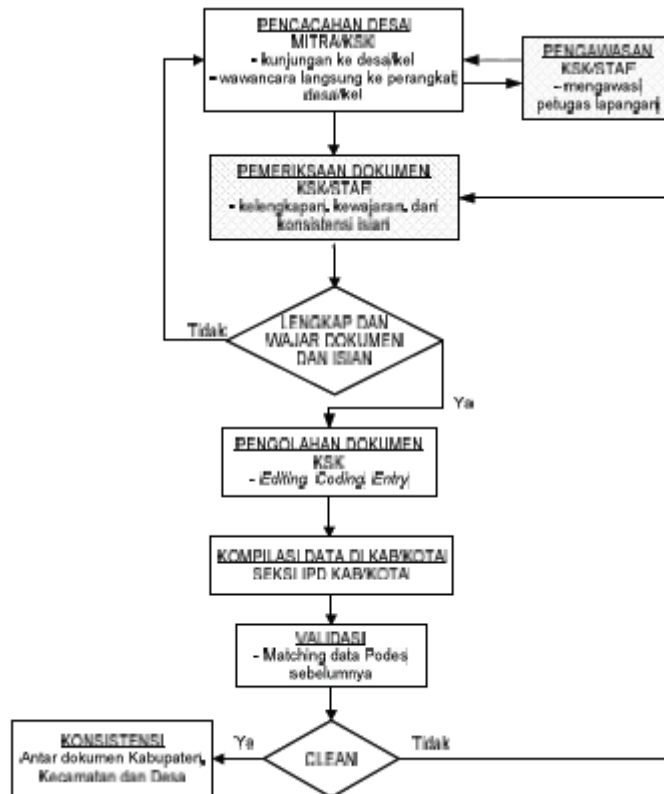 PENCACAHAN DESA
MITRA/KSK
- kunjungan ke desa/kel
- wawancara langsung ke perangkat
desa/kel
PENGAWASAN
KSK/STAF
- mengawasi
petugas lapangan
PEMERIKSAAN DOKUMEN
KSK/STAF
- kelengkapan, kewajaran, dan
konsistensi isian
Tidak
LENGKAP DAN
WAJAR DOKUMEN
DAN ISIAN
Ya
PENGOLAHAN DOKUMEN
KSK
- Editing, Coding, Entry
KOMPILASI DATA DI KAB/KOTA
SEKSI IPD KAB/KOTA
VALIDASI
- Matching data Podes
sebelumnya
KONSISTENSI
Antar dokumen Kabupaten,
Kecamatan dan Desa
Ya
CLEAN
Tidak